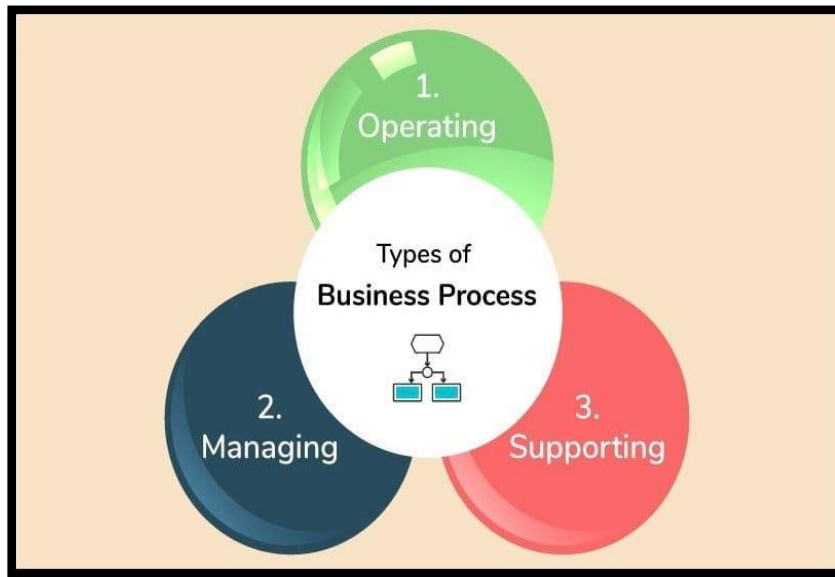 1.
Operating
Types of
Business Process
2.
Managing
3.
Supporting